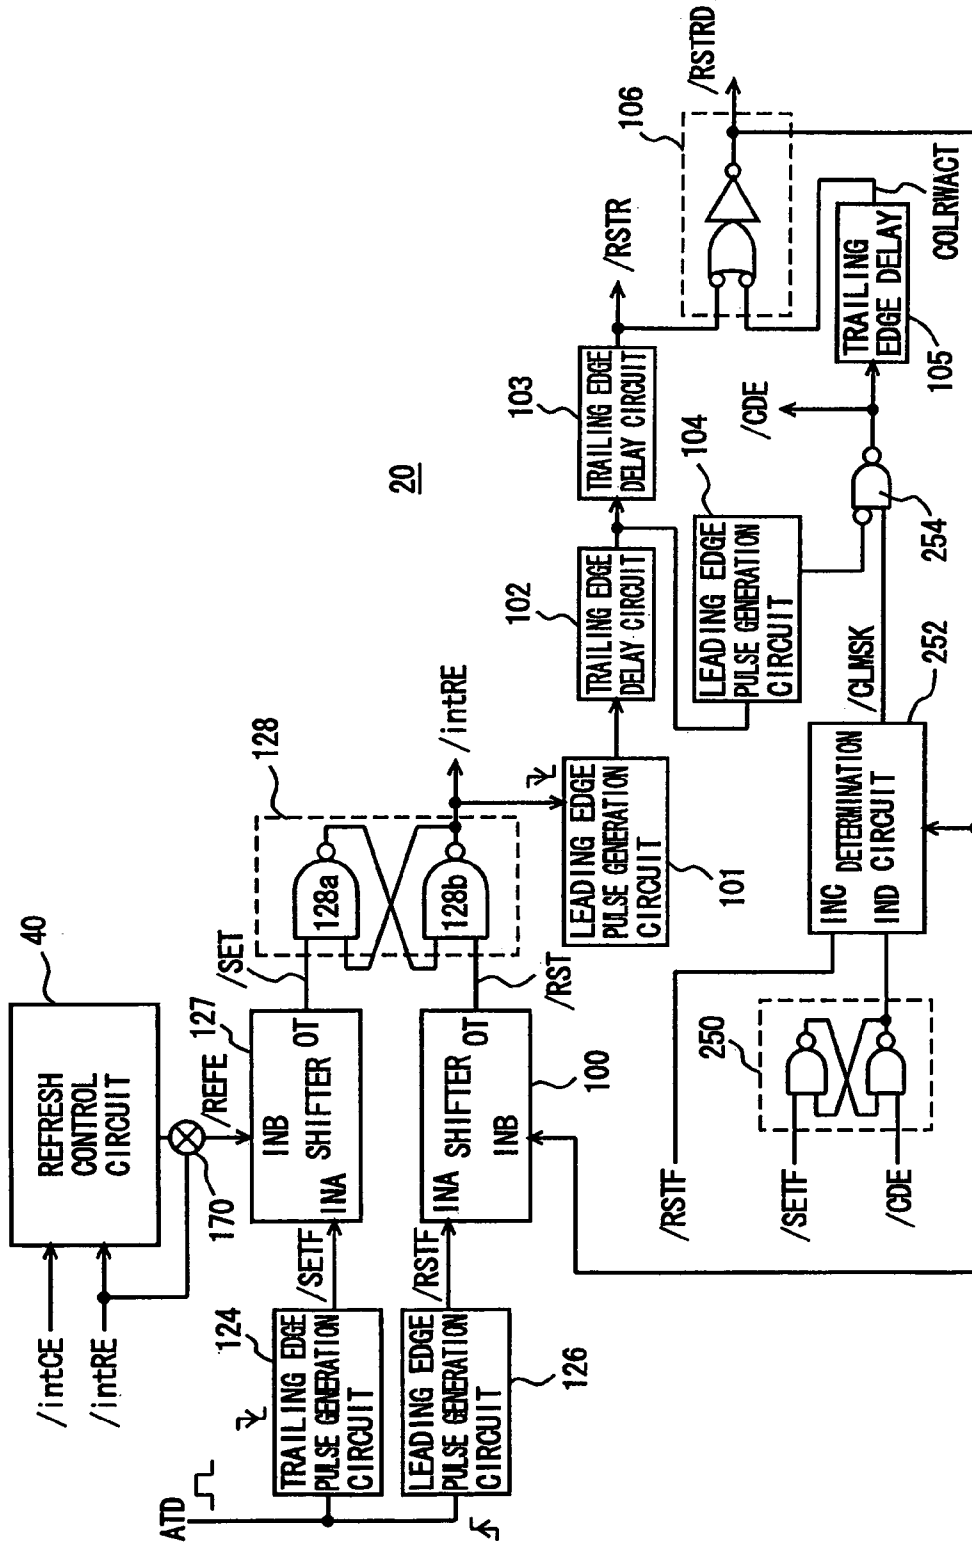 20
ATD
TRAILING EDGE
PULSE GENERATION
CIRCUIT
124
LEADING EDGE
PULSE GENERATION
CIRCUIT
126
/intCE
/intRE
REFRESH
CONTROL
CIRCUIT
40
170
/REFE
/SETF
/RSTF
INB
SHIFTER
INA
OT
127
INA
SHIFTER
INB
OT
100
/SET
/RST
128a
128b
128
/intRE
LEADING EDGE
PULSE GENERATION
CIRCUIT
101
TRAILING EDGE
DELAY CIRCUIT
102
TRAILING EDGE
DELAY CIRCUIT
103
/RSTR
LEADING EDGE
PULSE GENERATION
CIRCUIT
104
106
/RSTRD
/RSTF
/SETF
/CDE
250
INC
DETERMINATION
IND
CIRCUIT
252
/CLMSK
254
/CDE
TRAILING
EDGE DELAY
105
COLRWACT